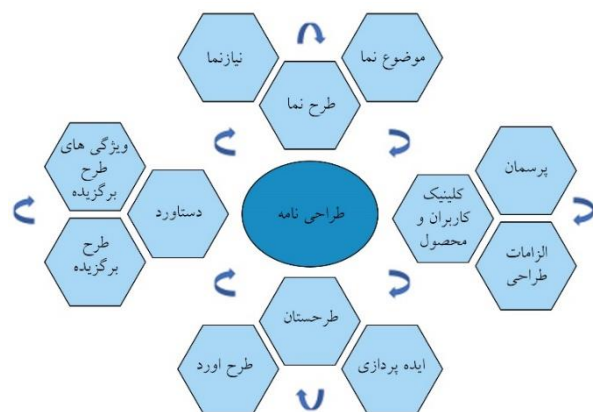 موضوع نما
نیازنما
طرح نما
پرسمان
کلینیک
کاربران و
محصول
الزامات
طراحی
ویژگی های
طرح
برگزیده
دستاورد
طرح
برگزیده
طراحی نامه
طرحستان
ایده پردازی
طرح اورد